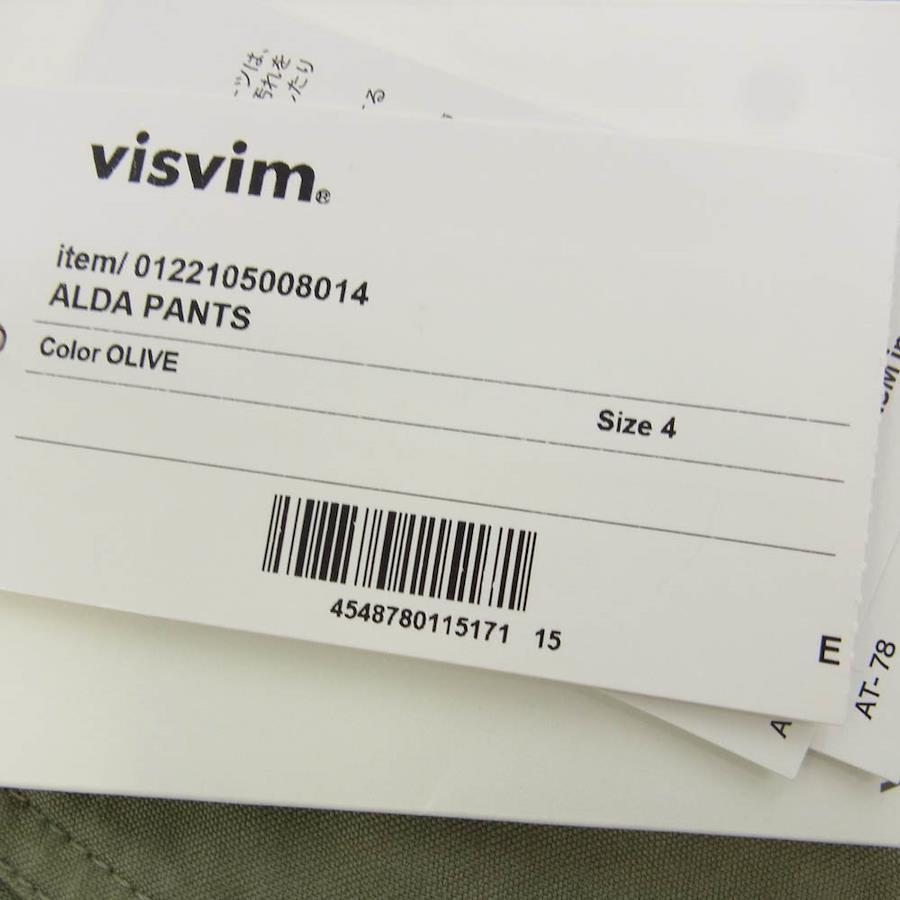 visvim®
item/ 0122105008014
ALDA PANTS
Color OLIVE
Size 4
4548780115171 15
E
AT-78